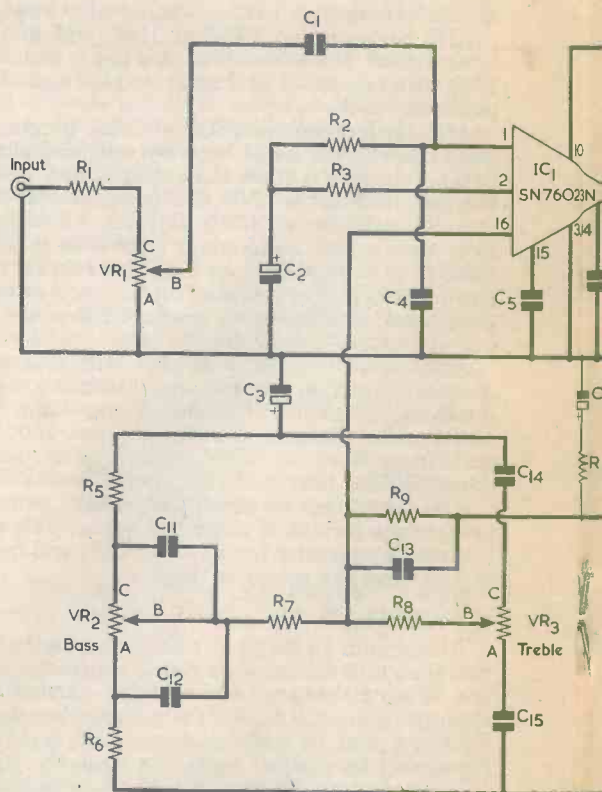 C1
R2
1
Input
R1
R3
10
IC1
2
SN76023N
16
C
VR1
B
A
15
3,14
C2
C4
C5
C3
C
R5
C14
R9
R
C11
C13
C
VR2
B
R7
R8
B
C
VR3
Bass
A
A
Treble
C12
C15
R6